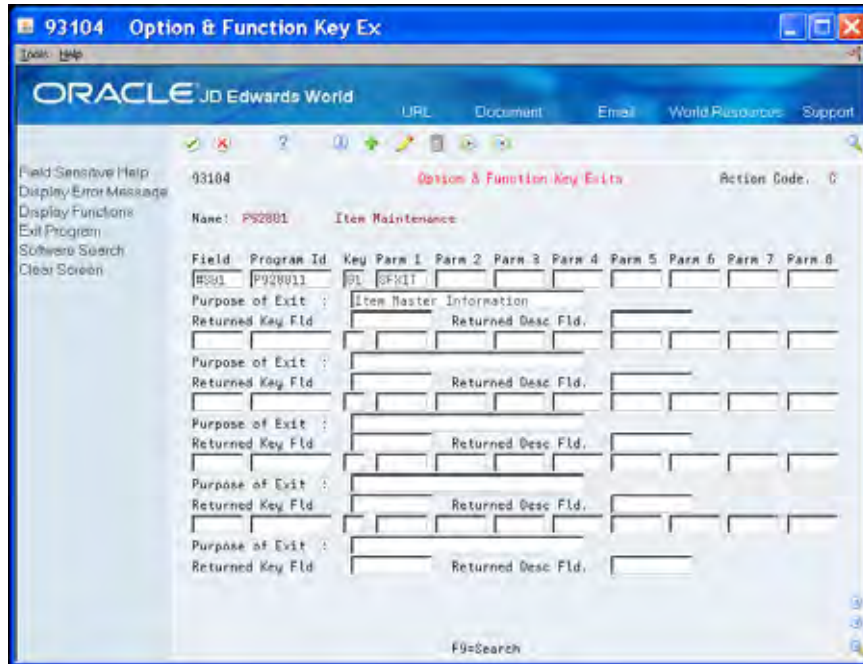 93104 Option & Function Key Ex
Tools Help
ORACLE JD Edwards World
URL Document Email World Resources Support
Field Sensitive Help
Display Error Message
Display Functions
Exit Program
Software Search
Clear Screen
93104 Option & Function Key Exits Action Code. C
Name: P92801 Item Maintenance
Field Program Id Key Parm 1 Parm 2 Parm 3 Parm 4 Parm 5 Parm 6 Parm 7 Parm 8
#S01 P928011 01 SFXIT
Purpose of Exit : Item Master Information
Returned Key Fld Returned Desc Fld.
Purpose of Exit :
Returned Key Fld Returned Desc Fld.
Purpose of Exit :
Returned Key Fld Returned Desc Fld.
Purpose of Exit :
Returned Key Fld Returned Desc Fld.
Purpose of Exit :
Returned Key Fld Returned Desc Fld.
F9=Search